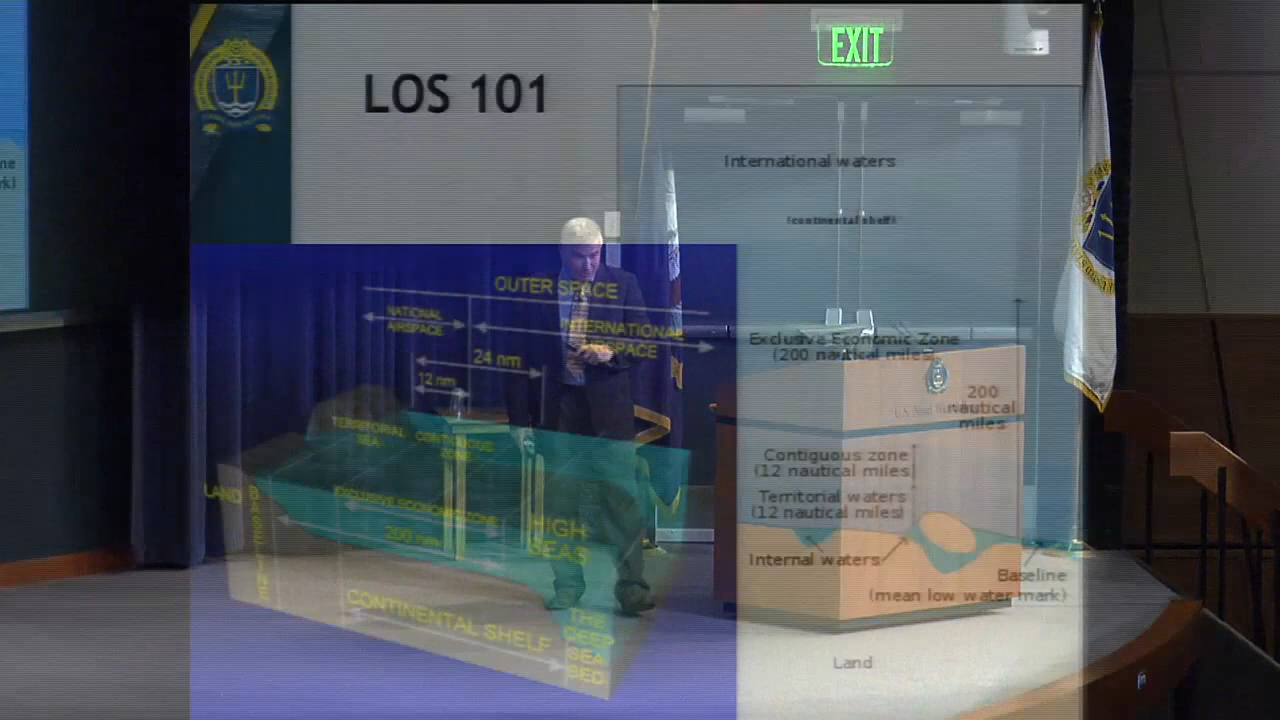 LOS 101
EXIT
International waters
(continental shelf)
OUTER SPACE
NATIONAL
AIRSPACE
INTERNATIONAL
AIRSPACE
24 nm
12 nm
TERRITORIAL
SEA
CONTIGUOUS
ZONE
LAND
BASELINE
EXCLUSIVE ECONOMIC ZONE
200 nm
HIGH
SEAS
CONTINENTAL SHELF
THE
DEEP
SEA
BED
Exclusive Economic Zone
(200 nautical miles)
200
nautical
miles
Contiguous zone
(12 nautical miles)
Territorial waters
(12 nautical miles)
Internal waters
Baseline
(mean low water mark)
Land